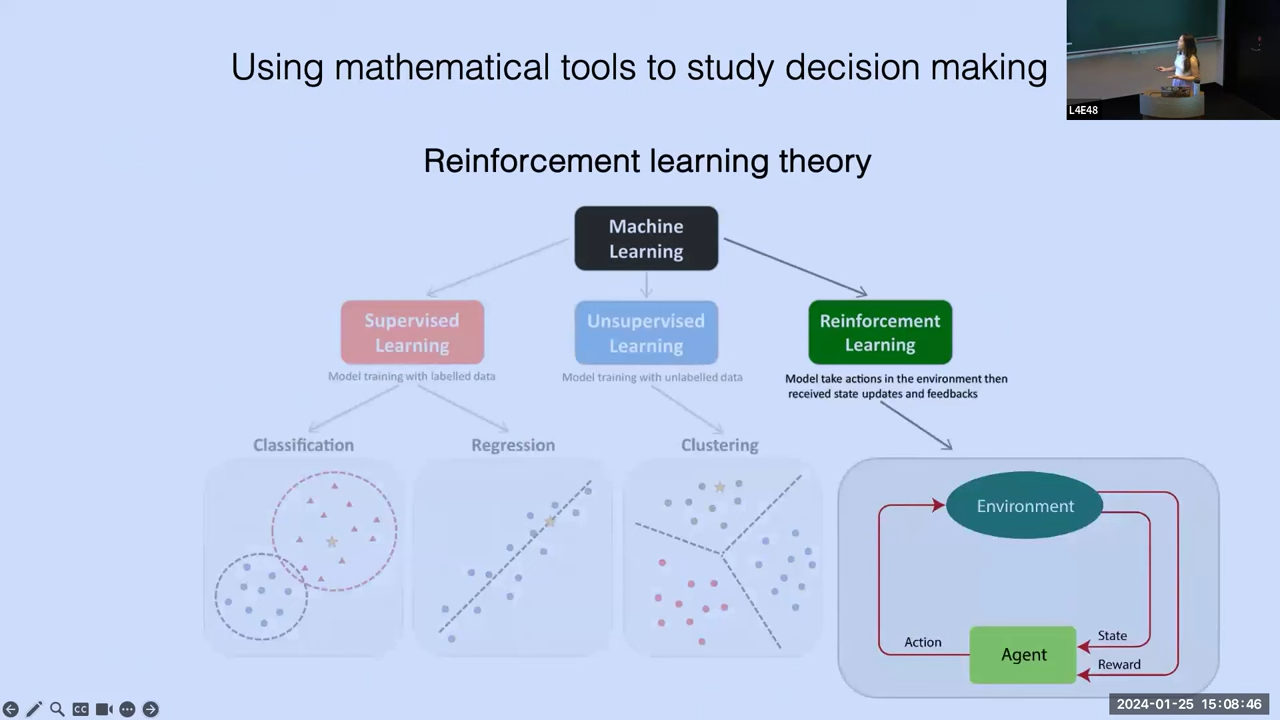 Using mathematical tools to study decision making
L4E48
Reinforcement learning theory
Machine
Learning
Supervised
Learning
Unsupervised
Learning
Reinforcement
Learning
Model training with labelled data
Model training with unlabelled data
Model take actions in the environment then
received state updates and feedbacks
Classification
Regression
Clustering
Environment
Action
Agent
State
Reward
CC
2024-01-25 15:08:46